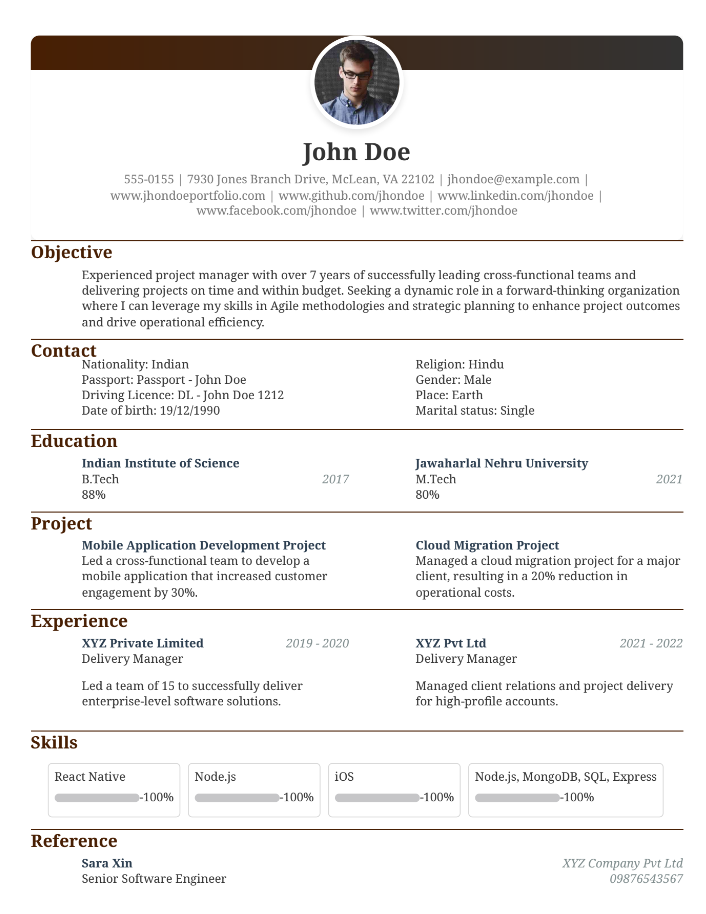 John Doe
555-0155 | 7930 Jones Branch Drive, McLean, VA 22102 | jhondoe@example.com |
www.jhondoeportfolio.com | www.github.com/jhondoe | www.linkedin.com/jhondoe |
www.facebook.com/jhondoe | www.twitter.com/jhondoe
Objective
Experienced project manager with over 7 years of successfully leading cross-functional teams and
delivering projects on time and within budget. Seeking a dynamic role in a forward-thinking organization
where I can leverage my skills in Agile methodologies and strategic planning to enhance project outcomes
and drive operational efficiency.
Contact
Nationality: Indian
Passport: Passport - John Doe
Driving Licence: DL - John Doe 1212
Date of birth: 19/12/1990
Religion: Hindu
Gender: Male
Place: Earth
Marital status: Single
Education
Indian Institute of Science
B.Tech 2017
88%
Jawaharlal Nehru University
M.Tech 2021
80%
Project
Mobile Application Development Project
Led a cross-functional team to develop a
mobile application that increased customer
engagement by 30%.
Cloud Migration Project
Managed a cloud migration project for a major
client, resulting in a 20% reduction in
operational costs.
Experience
XYZ Private Limited 2019 - 2020
Delivery Manager
Led a team of 15 to successfully deliver
enterprise-level software solutions.
XYZ Pvt Ltd 2021 - 2022
Delivery Manager
Managed client relations and project delivery
for high-profile accounts.
Skills
React Native
-100%
Node.js
-100%
iOS
-100%
Node.js, MongoDB, SQL, Express
-100%
Reference
Sara Xin XYZ Company Pvt Ltd
Senior Software Engineer 09876543567